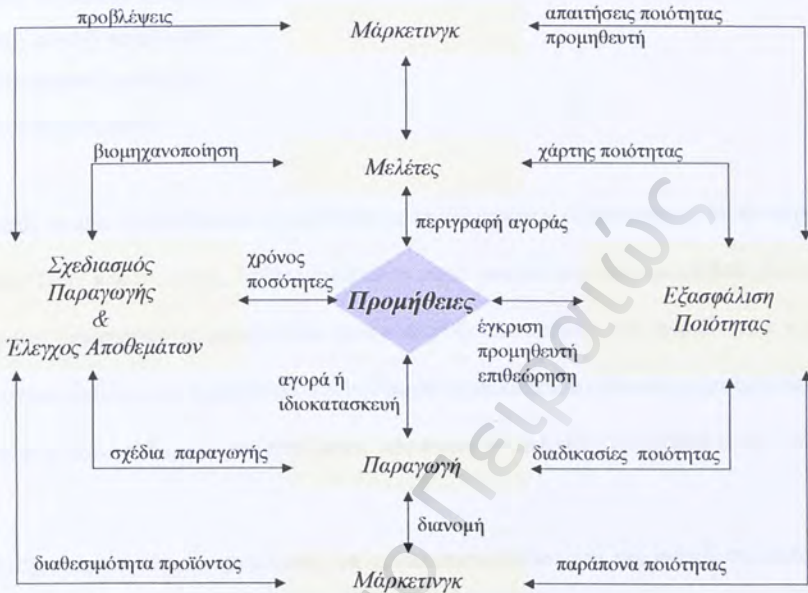 προβλέψεις
Μάρκετινγκ
απαιτήσεις ποιότητας
προμηθευτή
βιομηχανοποίηση
Μελέτες
χάρτης ποιότητας
περιγραφή αγοράς
Σχεδιασμός
Παραγωγής
&
Έλεγχος Αποθεμάτων
χρόνος
ποσότητες
Προμήθειες
έγκριση
προμηθευτή
επιθεώρηση
Εξασφάλιση
Ποιότητας
αγορά ή
ιδιοκατασκευή
σχέδια παραγωγής
Παραγωγή
διαδικασίες ποιότητας
διανομή
διαθεσιμότητα προϊόντος
Μάρκετινγκ
παράπονα ποιότητας
Πειραιώς